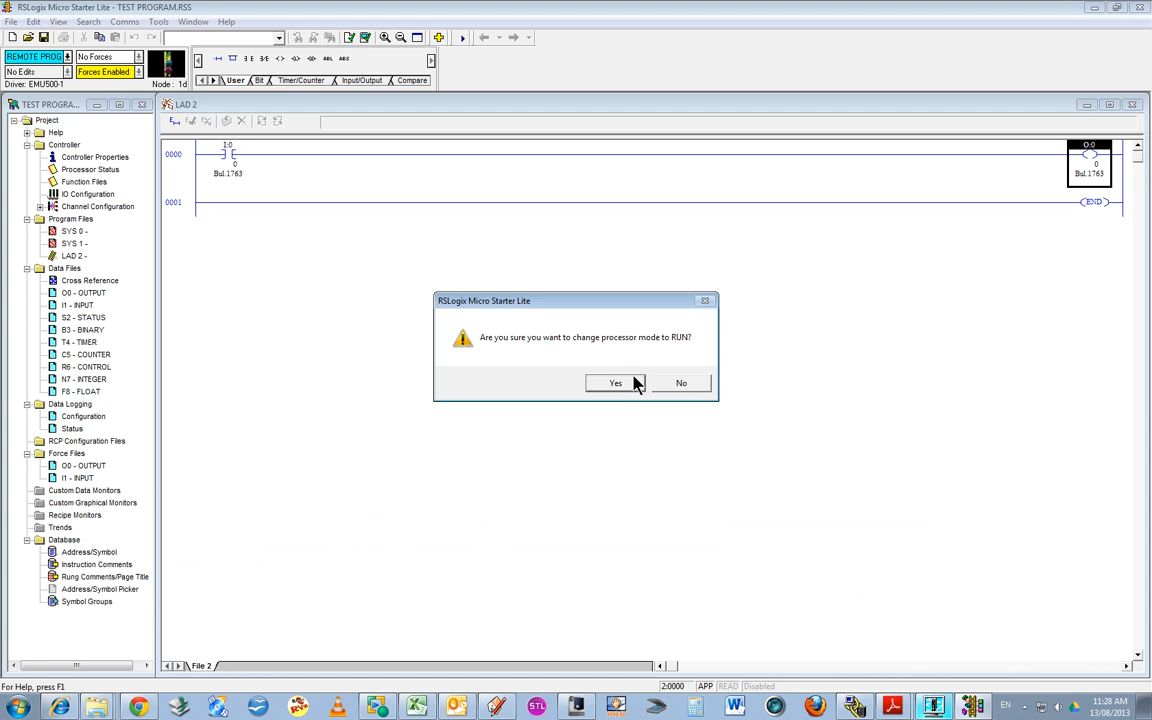 RSLogix Micro Starter Lite - TEST PROGRAM.RSS
File Edit View Search Comms Tools Window Help
REMOTE PROG No Forces
No Edits Forces Enabled
Driver: EMU500-1 Node : 1d
ABL ABS
User Bit Timer/Counter Input/Output Compare
TEST PROGRA...
Project
Help
Controller
Controller Properties
Processor Status
Function Files
IO Configuration
Channel Configuration
Program Files
SYS 0 -
SYS 1 -
LAD 2 -
Data Files
Cross Reference
O0 - OUTPUT
I1 - INPUT
S2 - STATUS
B3 - BINARY
T4 - TIMER
C5 - COUNTER
R6 - CONTROL
N7 - INTEGER
F8 - FLOAT
Data Logging
Configuration
Status
RCP Configuration Files
Force Files
O0 - OUTPUT
I1 - INPUT
Custom Data Monitors
Custom Graphical Monitors
Recipe Monitors
Trends
Database
Address/Symbol
Instruction Comments
Rung Comments/Page Title
Address/Symbol Picker
Symbol Groups
LAD 2
I:0 O:0
0000
0 0
Bul.1763 Bul.1763
0001 END
RSLogix Micro Starter Lite
Are you sure you want to change processor mode to RUN?
Yes No
File 2
For Help, press F1
2:0000 APP READ Disabled
STL
EN
11:28 AM
13/08/2013